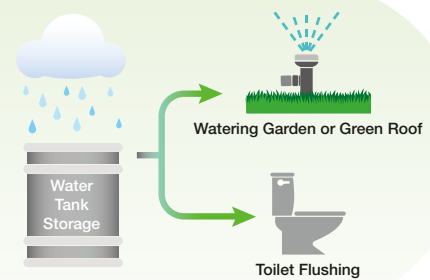 Watering Garden or Green Roof
Water
Tank
Storage
Toilet Flushing